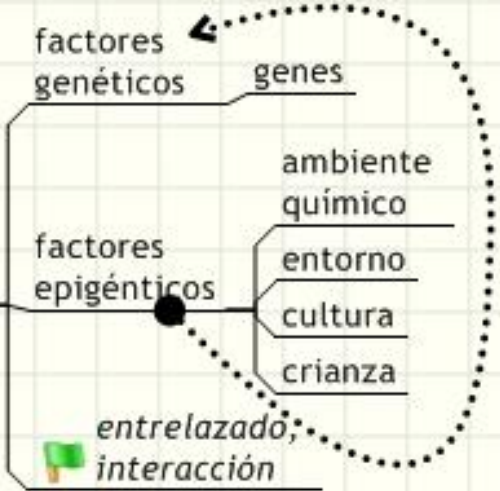 factores
genéticos
genes
factores
epigénticos
ambiente
químico
entorno
cultura
crianza
entrelazado,
interacción